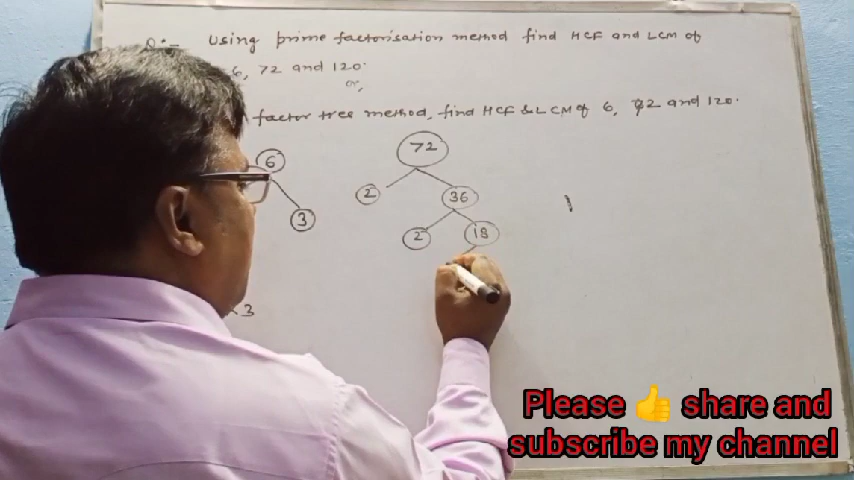 Q:- Using prime factorisation method find HCF and LCM of
6, 72 and 120.
or,
factor tree method, find HCF & LCM of 6, 72 and 120.
6
72
2
36
3
2
18
× 3
Please 👍 share and
subscribe my channel